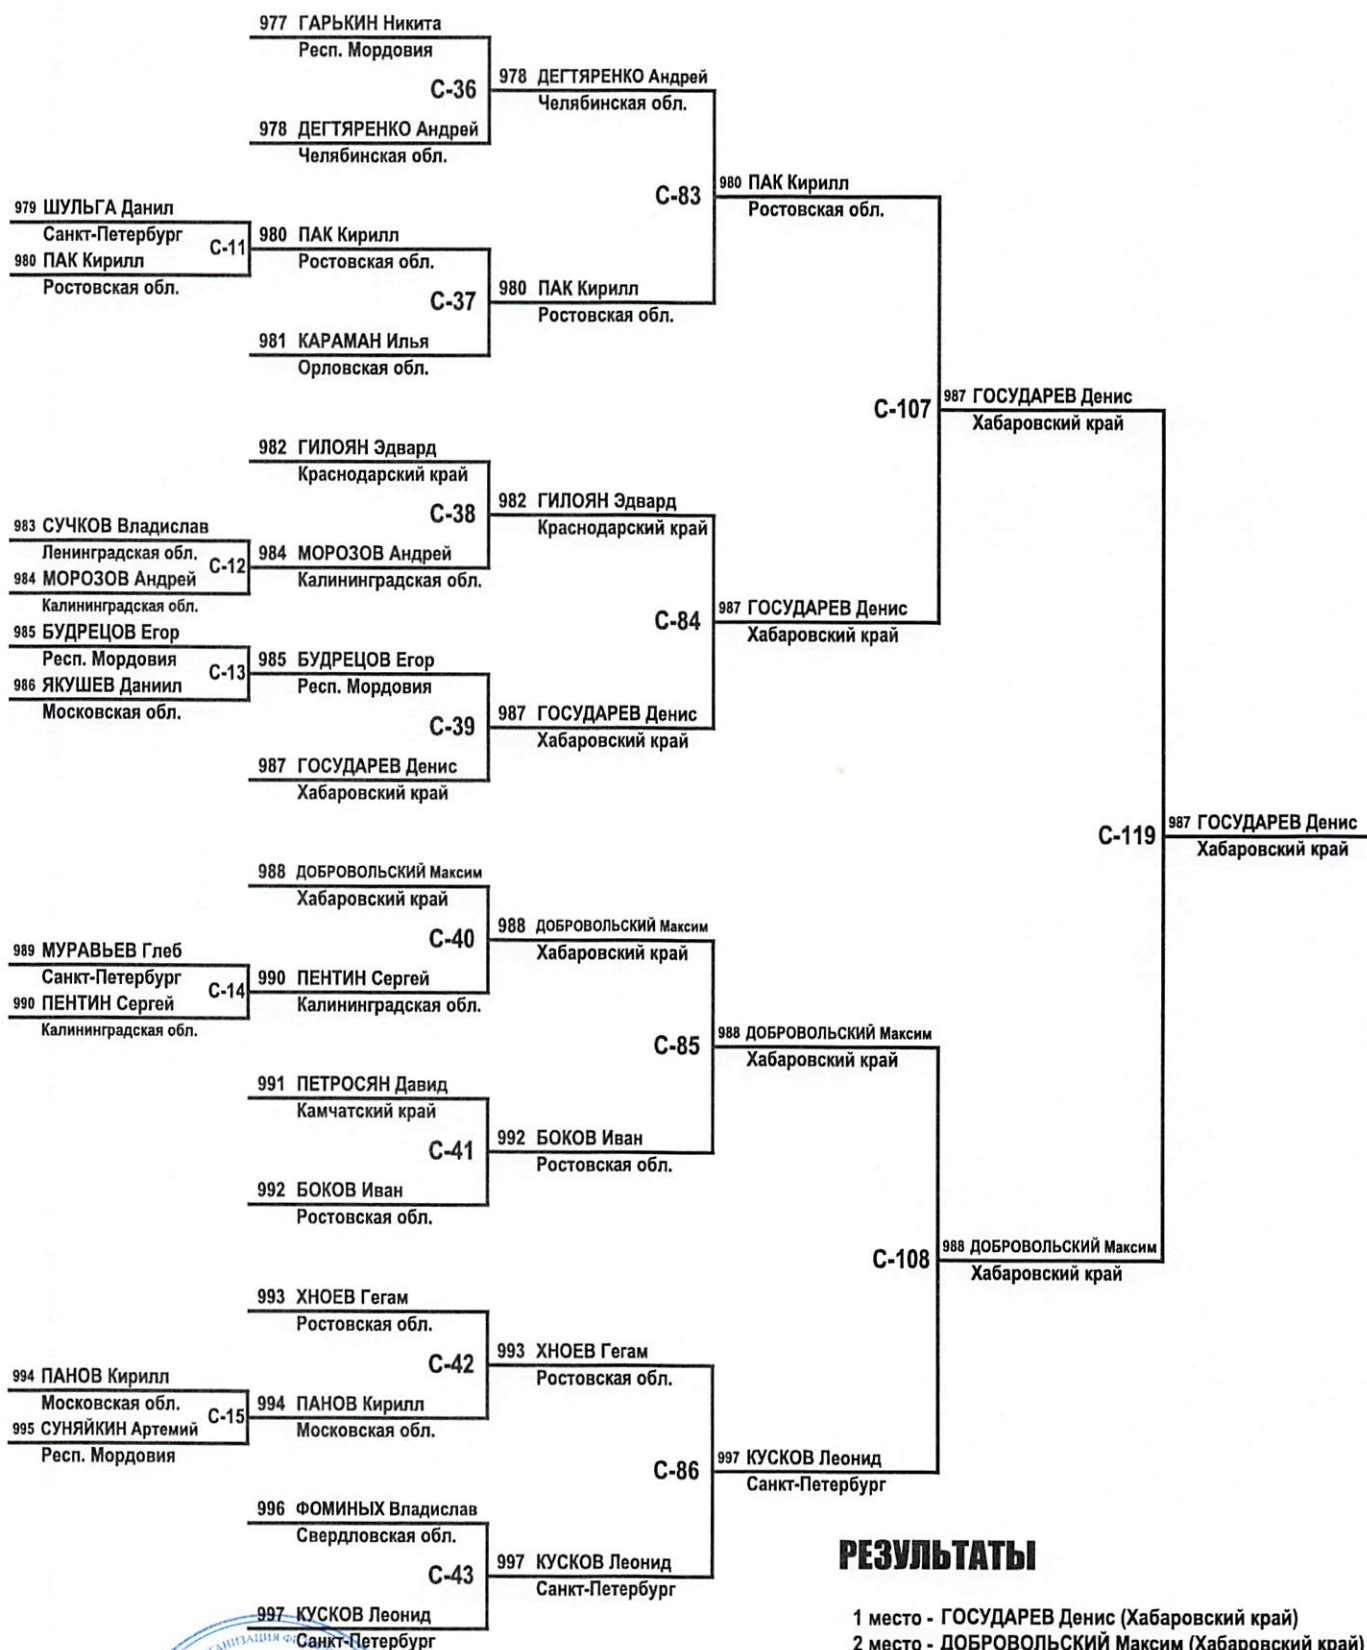 977 ГАРЬКИН Никита
Респ. Мордовия
С-36
978 ДЕГТЯРЕНКО Андрей
Челябинская обл.
978 ДЕГТЯРЕНКО Андрей
Челябинская обл.
С-83
980 ПАК Кирилл
Ростовская обл.
979 ШУЛЬГА Данил
Санкт-Петербург
С-11
980 ПАК Кирилл
Ростовская обл.
980 ПАК Кирилл
Ростовская обл.
С-37
980 ПАК Кирилл
Ростовская обл.
981 КАРАМАН Илья
Орловская обл.
С-107
987 ГОСУДАРЕВ Денис
Хабаровский край
982 ГИЛОЯН Эдвард
Краснодарский край
С-38
982 ГИЛОЯН Эдвард
Краснодарский край
983 СУЧКОВ Владислав
Ленинградская обл.
С-12
984 МОРОЗОВ Андрей
Калининградская обл.
984 МОРОЗОВ Андрей
Калининградская обл.
С-84
987 ГОСУДАРЕВ Денис
Хабаровский край
985 БУДРЕЦОВ Егор
Респ. Мордовия
С-13
986 ЯКУШЕВ Даниил
Московская обл.
985 БУДРЕЦОВ Егор
Респ. Мордовия
С-39
987 ГОСУДАРЕВ Денис
Хабаровский край
987 ГОСУДАРЕВ Денис
Хабаровский край
С-119
987 ГОСУДАРЕВ Денис
Хабаровский край
988 ДОБРОВОЛЬСКИЙ Максим
Хабаровский край
С-40
988 ДОБРОВОЛЬСКИЙ Максим
Хабаровский край
989 МУРАВЬЕВ Глеб
Санкт-Петербург
С-14
990 ПЕНТИН Сергей
Калининградская обл.
990 ПЕНТИН Сергей
Калининградская обл.
С-85
988 ДОБРОВОЛЬСКИЙ Максим
Хабаровский край
991 ПЕТРОСЯН Давид
Камчатский край
С-41
992 БОКОВ Иван
Ростовская обл.
992 БОКОВ Иван
Ростовская обл.
С-108
988 ДОБРОВОЛЬСКИЙ Максим
Хабаровский край
993 ХНОЕВ Гегам
Ростовская обл.
С-42
993 ХНОЕВ Гегам
Ростовская обл.
994 ПАНОВ Кирилл
Московская обл.
С-15
995 СУНЯЙКИН Артемий
Респ. Мордовия
994 ПАНОВ Кирилл
Московская обл.
С-86
997 КУСКОВ Леонид
Санкт-Петербург
996 ФОМИНЫХ Владислав
Свердловская обл.
С-43
997 КУСКОВ Леонид
Санкт-Петербург
997 КУСКОВ Леонид
Санкт-Петербург
РЕЗУЛЬТАТЫ
1 место - ГОСУДАРЕВ Денис (Хабаровский край)
2 место - ДОБРОВОЛЬСКИЙ Максим (Хабаровский край)